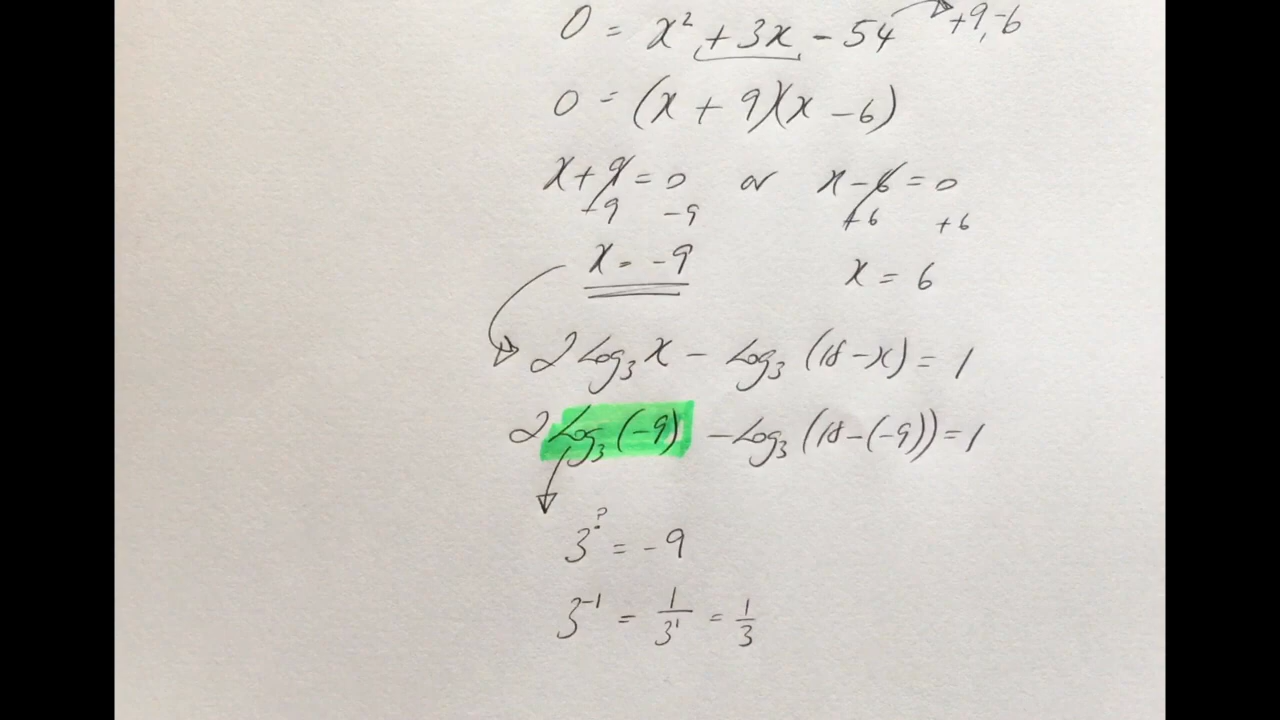 0 = x² + 3x - 54 → +9, -6
0 = (x + 9)(x - 6)
x + 9 = 0 or x - 6 = 0
-9 -9 +6 +6
x = -9 x = 6
2 Log₃ x - Log₃ (18 - x) = 1
2 Log₃ (-9) - Log₃ (18 - (-9)) = 1
3^? = -9
3⁻¹ = 1/3¹ = 1/3